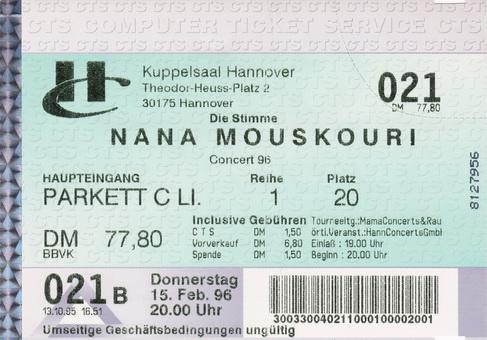 CTS COMPUTER TICKET SERVICE CTS
Kuppelsaal Hannover
Theodor-Heuss-Platz 2
30175 Hannover
021
DM 77,80
Die Stimme
NANA MOUSKOURI
Concert 96
HAUPTEINGANG Reihe Platz
PARKETT C LI. 1 20
Inclusive Gebühren Tourneeltg.:MamaConcerts&Rau
DM 77,80 CTS DM 1,50 örtl.Veranst.:HannConcertsGmbH
BBVK Vorverkauf DM 6,80 Einlaß : 19.00 Uhr
Spende DM 1,50 Beginn : 20.00 Uhr
8127956
021 B Donnerstag
15. Feb. 96
13.10.95 16.51 20.00 Uhr
3003300402110001000002001
Umseitige Geschäftsbedingungen ungültig